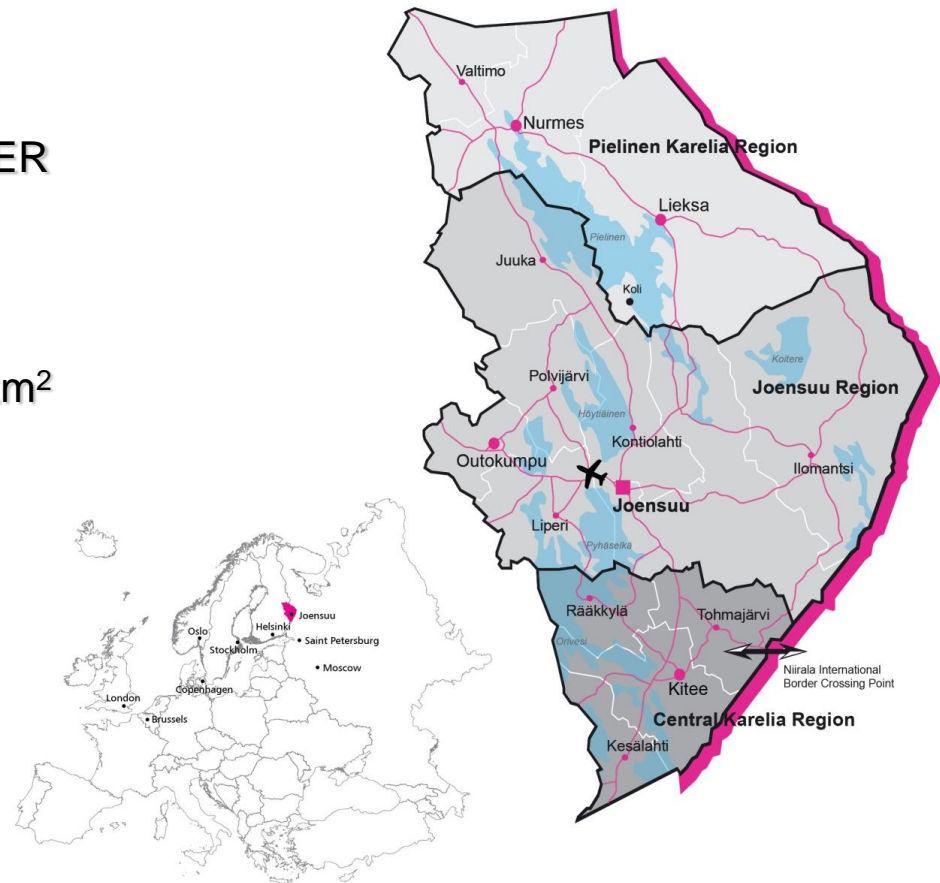 ER
m²
Valtimo
Nurmes
Pielinen Karelia Region
Lieksa
Pielinen
Juuka
Koli
Koitere
Joensuu Region
Polvijärvi
Höytiäinen
Kontiolahti
Outokumpu
Ilomantsi
Joensuu
Liperi
Pyhäselkä
Rääkkylä
Tohmajärvi
Orivesi
Niirala International
Border Crossing Point
Kitee
Central Karelia Region
Kesälahti
Joensuu
Helsinki
Oslo
Saint Petersburg
Stockholm
Moscow
Copenhagen
London
Brussels